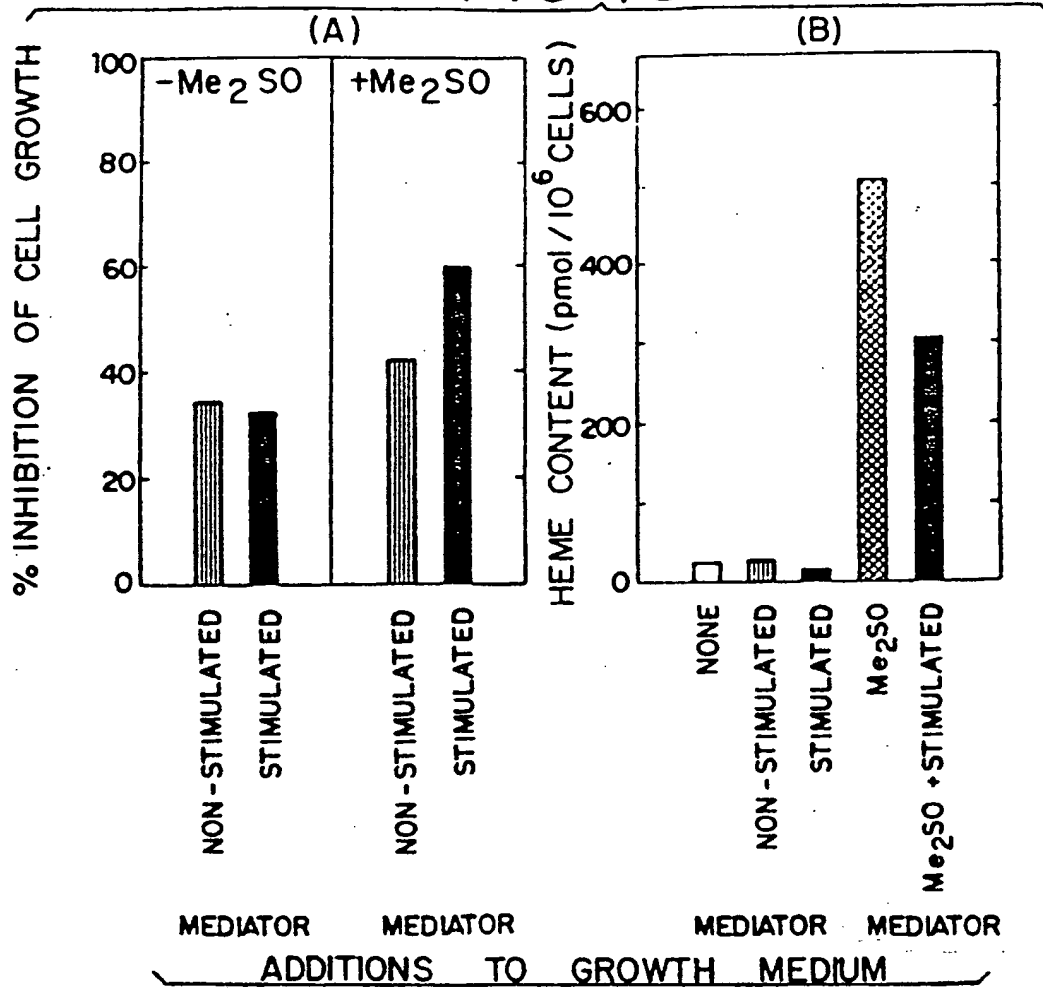 (A)
% INHIBITION OF CELL GROWTH
100
80
60
40
20
0
-Me2SO
+Me2SO
NON-STIMULATED
STIMULATED
NON-STIMULATED
STIMULATED
MEDIATOR
MEDIATOR
(B)
HEME CONTENT (pmol/10^6 CELLS)
600
400
200
0
NONE
NON-STIMULATED
STIMULATED
Me2SO
Me2SO +STIMULATED
MEDIATOR
MEDIATOR
ADDITIONS TO GROWTH MEDIUM